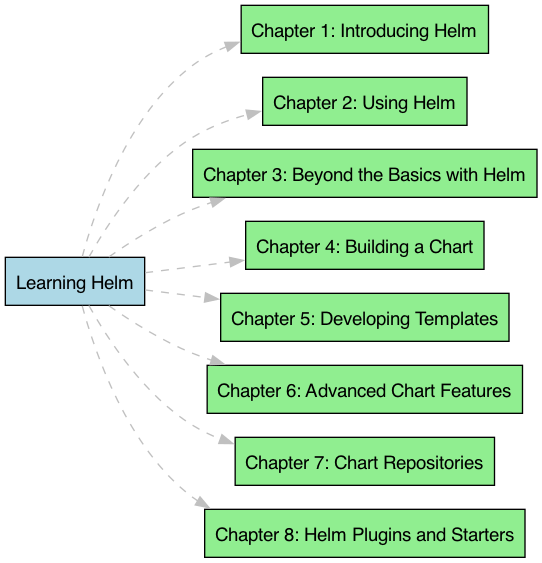 Learning Helm
Chapter 1: Introducing Helm
Chapter 2: Using Helm
Chapter 3: Beyond the Basics with Helm
Chapter 4: Building a Chart
Chapter 5: Developing Templates
Chapter 6: Advanced Chart Features
Chapter 7: Chart Repositories
Chapter 8: Helm Plugins and Starters